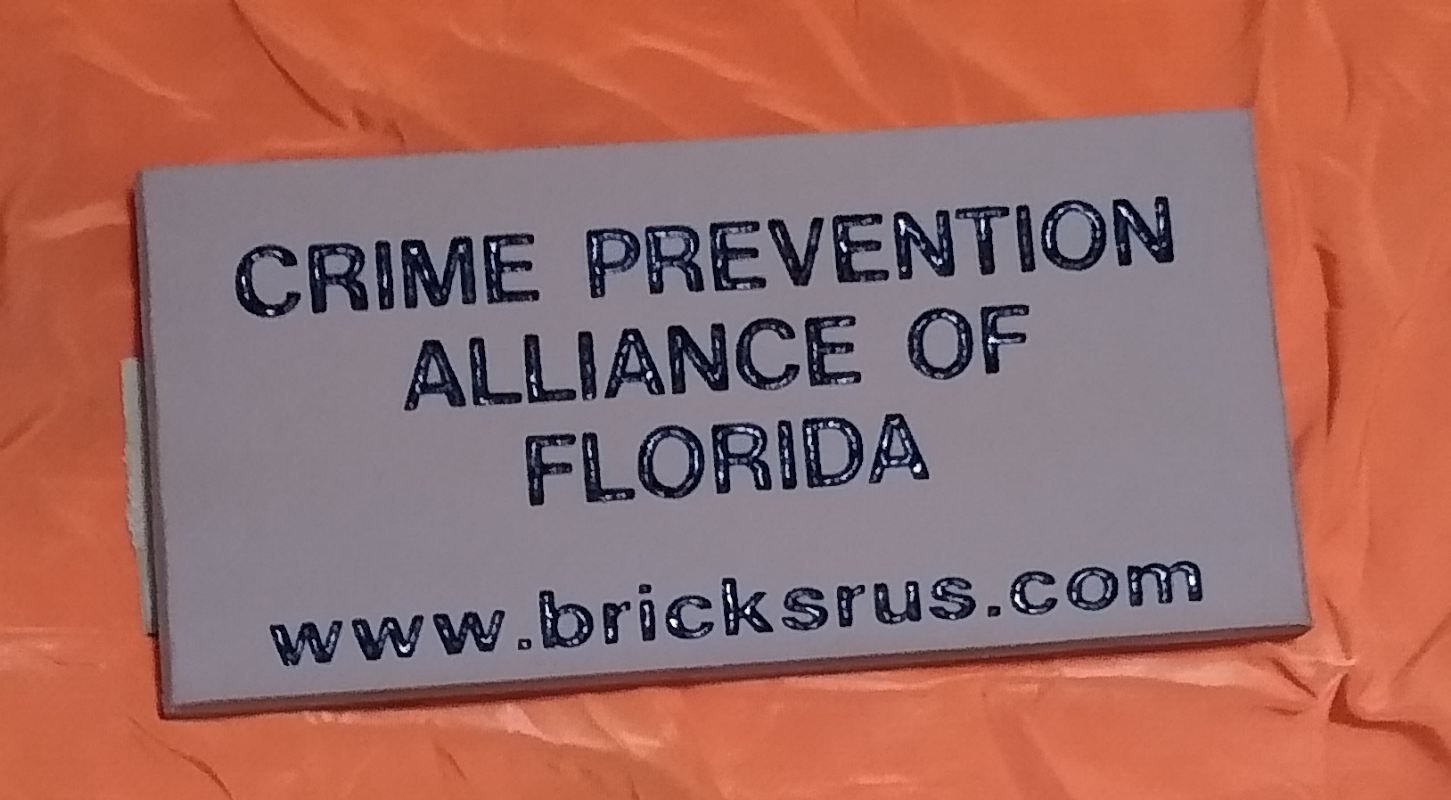 CRIME PREVENTION
ALLIANCE OF
FLORIDA
www.bricksrus.com